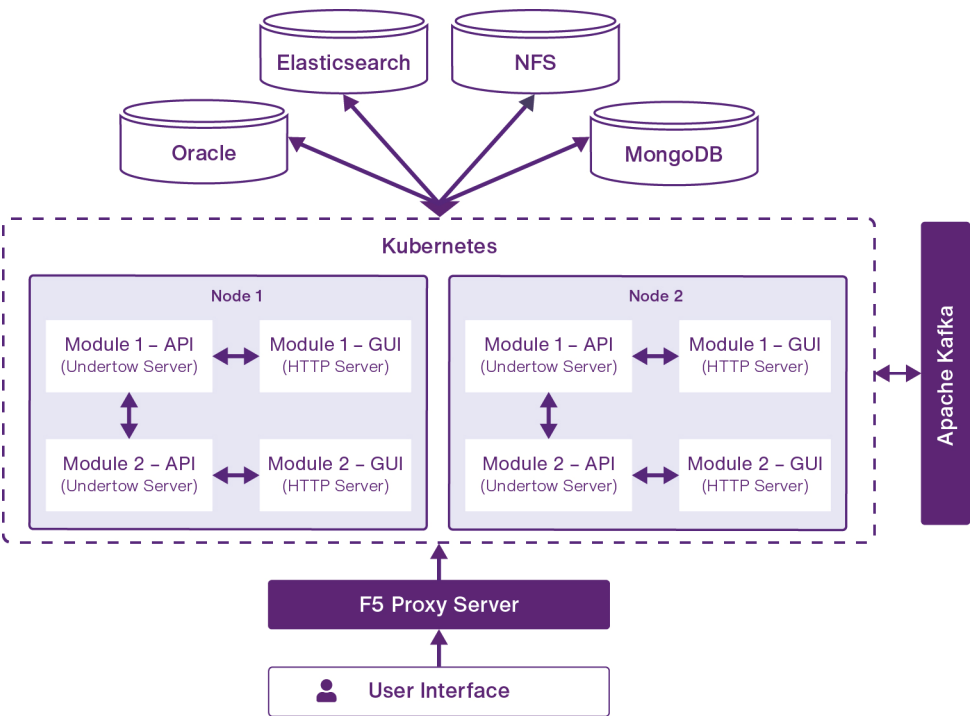 Elasticsearch
NFS
Oracle
MongoDB
Kubernetes
Node 1
Module 1 – API
(Undertow Server)
Module 1 – GUI
(HTTP Server)
Module 2 – API
(Undertow Server)
Module 2 – GUI
(HTTP Server)
Node 2
Module 1 – API
(Undertow Server)
Module 1 – GUI
(HTTP Server)
Module 2 – API
(Undertow Server)
Module 2 – GUI
(HTTP Server)
Apache Kafka
F5 Proxy Server
User Interface